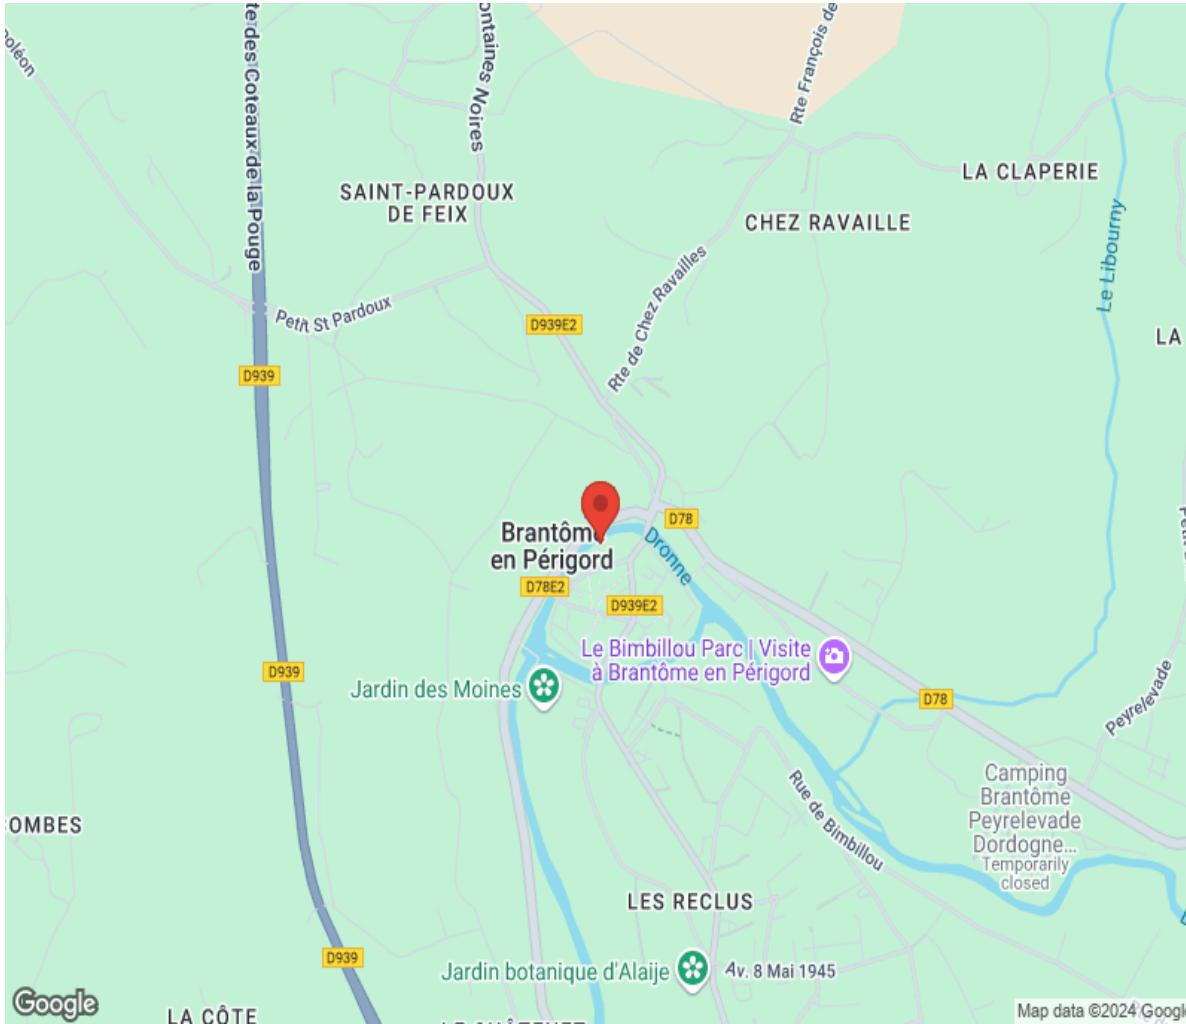 te des Coteaux de la Pouge
ontaines Noires
Rte François de
oléon
LA CLAPERIE
SAINT-PARDOUX
DE FEIX
CHEZ RAVAILLE
Le Libourny
Petit St Pardoux
D939E2
Rte de Chez Ravailles
LA
D939
Brantôme
en Périgord
D78
Dronne
D78E2
D939E2
Le Bimbillou Parc | Visite
à Brantôme en Périgord
Jardin des Moines
D939
D78
Peyrelevade
Camping
Brantôme
Peyrelevade
Dordogne...
Temporarily
closed
Rue de Bimbillou
OMBES
LES RECLUS
D939
Jardin botanique d'Alaije
Av. 8 Mai 1945
Google
LA CÔTE
Map data ©2024 Google